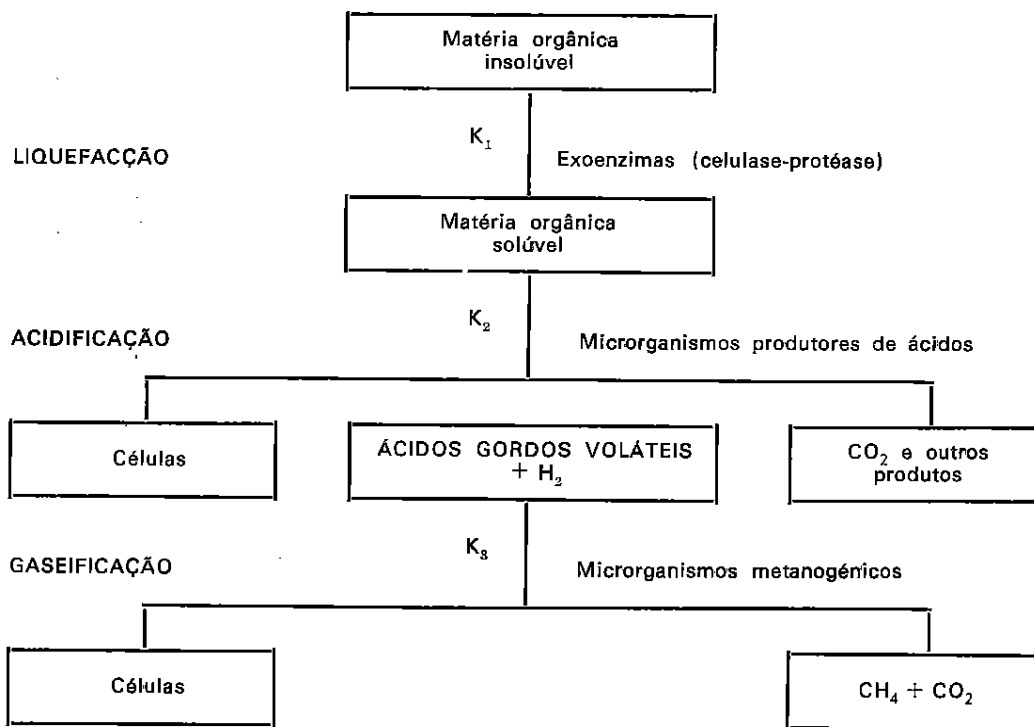 Matéria orgânica
insolúvel
K₁
LIQUEFACÇÃO
Exoenzimas (celulase-protéase)
Matéria orgânica
solúvel
K₂
ACIDIFICAÇÃO
Microrganismos produtores de ácidos
Células
ÁCIDOS GORDOS VOLÁTEIS
+ H₂
CO₂ e outros
produtos
K₃
GASEIFICAÇÃO
Microrganismos metanogénicos
Células
CH₄ + CO₂